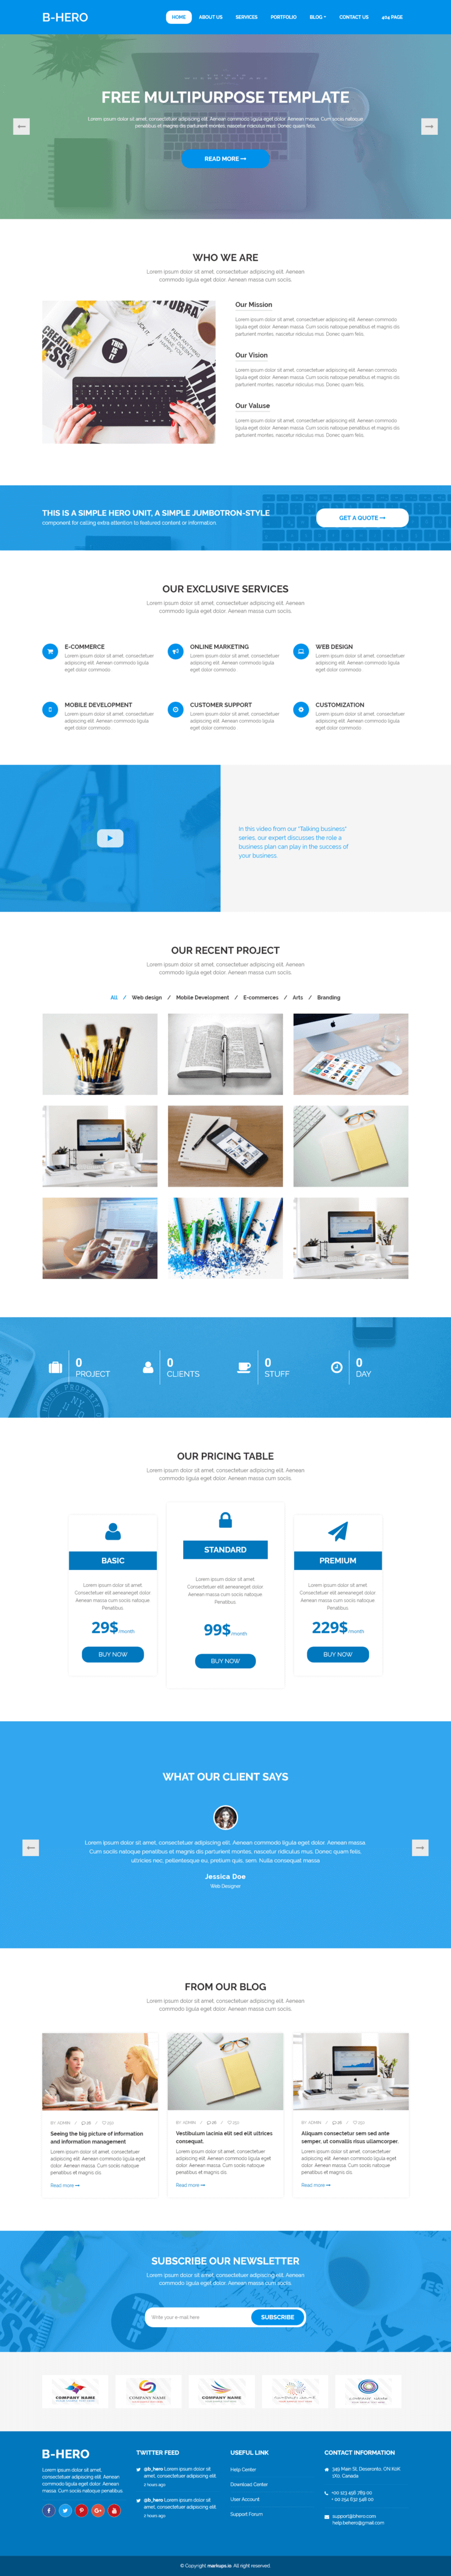 B-HERO
HOME ABOUT US SERVICES PORTFOLIO BLOG CONTACT US 404 PAGE
FREE MULTIPURPOSE TEMPLATE
Lorem ipsum dolor sit amet, consectetuer adipiscing elit. Aenean commodo ligula eget dolor. Aenean massa. Cum sociis natoque
penatibus et magnis dis parturient montes, nascetur ridiculus mus. Donec quam felis,
READ MORE
WHO WE ARE
Lorem ipsum dolor sit amet, consectetuer adipiscing elit. Aenean
commodo ligula eget dolor. Aenean massa cum sociis.
THIS IS IT
Our Mission
Lorem ipsum dolor sit amet, consectetuer adipiscing elit. Aenean commodo
ligula eget dolor. Aenean massa. Cum sociis natoque penatibus et magnis dis
parturient montes, nascetur ridiculus mus. Donec quam felis,
Our Vision
Lorem ipsum dolor sit amet, consectetuer adipiscing elit. Aenean commodo
ligula eget dolor. Aenean massa. Cum sociis natoque penatibus et magnis dis
parturient montes, nascetur ridiculus mus. Donec quam felis,
Our Valuse
Lorem ipsum dolor sit amet, consectetuer adipiscing elit. Aenean commodo
ligula eget dolor. Aenean massa. Cum sociis natoque penatibus et magnis dis
parturient montes, nascetur ridiculus mus. Donec quam felis,
THIS IS A SIMPLE HERO UNIT, A SIMPLE JUMBOTRON-STYLE
component for calling extra attention to featured content or information
GET A QUOTE
OUR EXCLUSIVE SERVICES
Lorem ipsum dolor sit amet, consectetuer adipiscing elit. Aenean
commodo ligula eget dolor. Aenean massa cum sociis.
E-COMMERCE
Lorem ipsum dolor sit amet, consectetuer
adipiscing elit. Aenean commodo ligula
eget dolor commodo
ONLINE MARKETING
Lorem ipsum dolor sit amet, consectetuer
adipiscing elit. Aenean commodo ligula
eget dolor commodo
WEB DESIGN
Lorem ipsum dolor sit amet, consectetuer
adipiscing elit. Aenean commodo ligula
eget dolor commodo
MOBILE DEVELOPMENT
Lorem ipsum dolor sit amet, consectetuer
adipiscing elit. Aenean commodo ligula
eget dolor commodo
CUSTOMER SUPPORT
Lorem ipsum dolor sit amet, consectetuer
adipiscing elit. Aenean commodo ligula
eget dolor commodo
CUSTOMIZATION
Lorem ipsum dolor sit amet, consectetuer
adipiscing elit. Aenean commodo ligula
eget dolor commodo
In this video from our "Talking business"
series, our expert discusses the role a
business plan can play in the success of
your business.
OUR RECENT PROJECT
Lorem ipsum dolor sit amet, consectetuer adipiscing elit. Aenean
commodo ligula eget dolor. Aenean massa cum sociis.
All / Web design / Mobile Development / E-commerces / Arts / Branding
0
PROJECT
0
CLIENTS
0
STUFF
0
DAY
OUR PRICING TABLE
Lorem ipsum dolor sit amet, consectetuer adipiscing elit. Aenean
commodo ligula eget dolor. Aenean massa cum sociis.
BASIC
Lorem ipsum dolor sit amet,
Consectetuer elit aeneaneget dolor.
Aenean massa cum sociis natoque
Penatibus.
29$/month
BUY NOW
STANDARD
Lorem ipsum dolor sit amet,
Consectetuer elit aeneaneget dolor.
Aenean massa cum sociis natoque
Penatibus.
99$/month
BUY NOW
PREMIUM
Lorem ipsum dolor sit amet,
Consectetuer elit aeneaneget dolor.
Aenean massa cum sociis natoque
Penatibus.
229$/month
BUY NOW
WHAT OUR CLIENT SAYS
Lorem ipsum dolor sit amet, consectetuer adipiscing elit. Aenean commodo ligula eget dolor. Aenean massa.
Cum sociis natoque penatibus et magnis dis parturient montes, nascetur ridiculus mus. Donec quam felis,
ultricies nec, pellentesque eu, pretium quis, sem. Nulla consequat massa
Jessica Doe
Web Designer
FROM OUR BLOG
Lorem ipsum dolor sit amet, consectetuer adipiscing elit. Aenean
commodo ligula eget dolor. Aenean massa cum sociis.
BY ADMIN / 26 /
Seeing the big picture of information
and information management
Lorem ipsum dolor sit amet, consectetuer
adipiscing elit. Aenean commodo ligula eget
dolor. Aenean massa. Cum sociis natoque
penatibus et magnis dis
Read more
BY ADMIN / 26 /
Vestibulum lacinia elit sed elit ultrices
consequat.
Lorem ipsum dolor sit amet, consectetuer
adipiscing elit. Aenean commodo ligula eget
dolor. Aenean massa. Cum sociis natoque
penatibus et magnis dis
Read more
BY ADMIN / 26 /
Aliquam consectetur sem sed ante
semper, ut convallis risus ullamcorper.
Lorem ipsum dolor sit amet, consectetuer
adipiscing elit. Aenean commodo ligula eget
dolor. Aenean massa. Cum sociis natoque
penatibus et magnis dis
Read more
SUBSCRIBE OUR NEWSLETTER
Lorem ipsum dolor sit amet, consectetuer adipiscing elit. Aenean
commodo ligula eget dolor. Aenean massa cum sociis.
Write your e-mail here
SUBSCRIBE
COMPANY NAME
COMPANY NAME
COMPANY NAME
COMPANY NAME
COMPANY NAME
B-HERO
Lorem ipsum dolor sit amet,
consectetuer adipiscing elit. Aenean
commodo ligula eget dolor. Aenean
massa. Cum sociis natoque penatibus
TWITTER FEED
@b_hero Lorem ipsum dolor sit
amet, consectetuer adipiscing elit
2 hours ago
@b_hero Lorem ipsum dolor sit
amet, consectetuer adipiscing elit
2 hours ago
USEFUL LINK
Help Center
Download Center
User Account
Support Forum
CONTACT INFORMATION
349 Main St, Deseronto, ON K0K
1X0, Canada
+00 123 456 789 00
+ 00 254 632 548 00
support@bhero.com
help.behero@gmail.com
© Copyright markups.io. All right reserved.